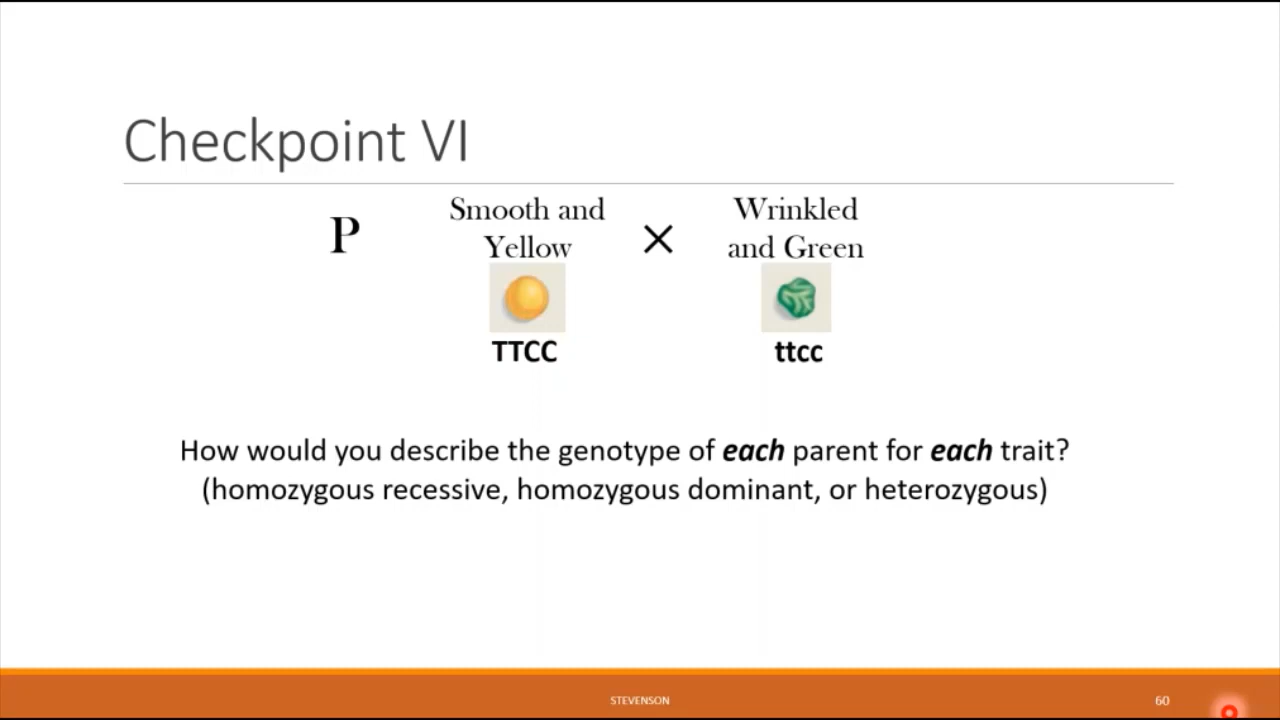 Checkpoint VI
P
Smooth and
Yellow
×
Wrinkled
and Green
TTCC
ttcc
How would you describe the genotype of each parent for each trait?
(homozygous recessive, homozygous dominant, or heterozygous)
STEVENSON
60